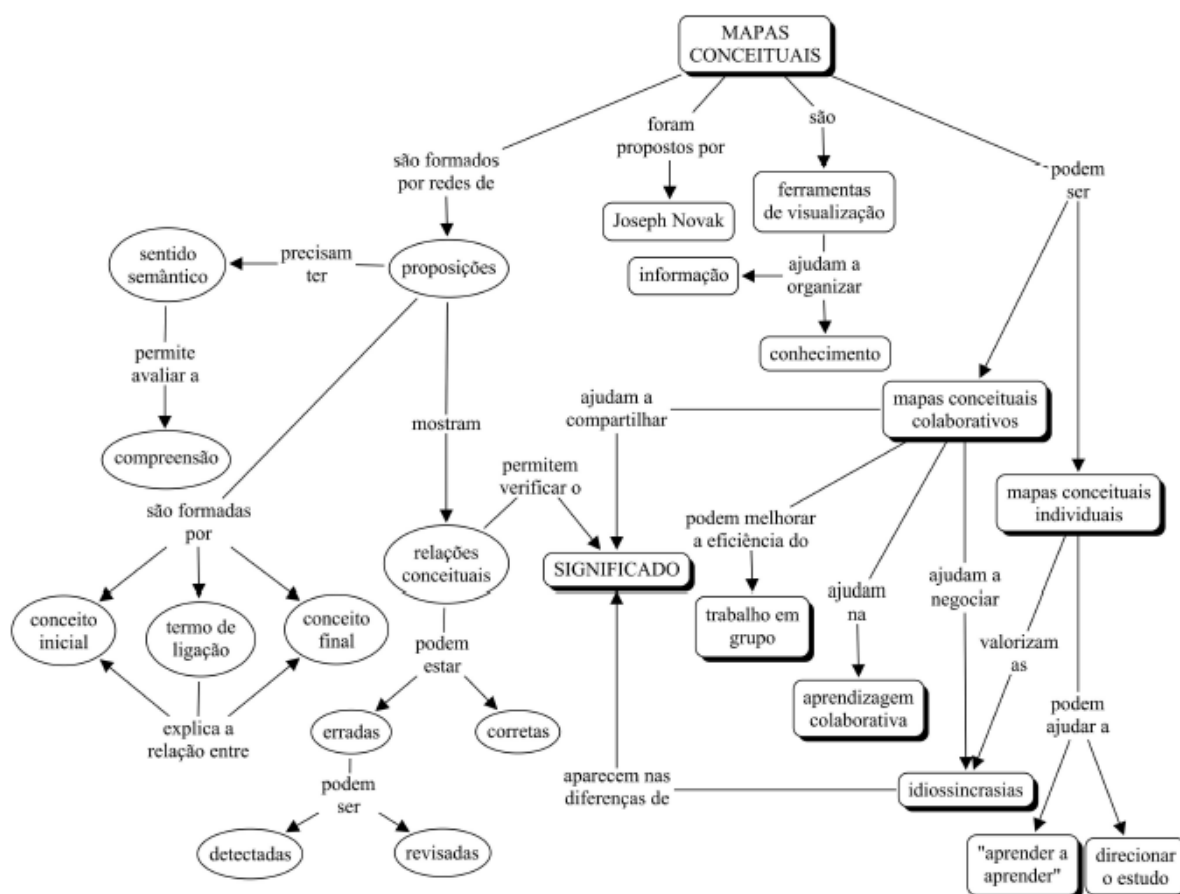 MAPAS
CONCEITUAIS
são formados
por redes de
foram
propostos por
são
podem
ser
Joseph Novak
ferramentas
de visualização
sentido
semântico
precisam
ter
proposições
informação
ajudam a
organizar
conhecimento
permite
avaliar a
compreensão
mostram
ajudam a
compartilhar
mapas conceituais
colaborativos
mapas conceituais
individuais
são formadas
por
permitem
verificar o
relações
conceituais
SIGNIFICADO
podem melhorar
a eficiência do
trabalho em
grupo
ajudam
na
aprendizagem
colaborativa
ajudam a
negociar
valorizam
as
podem
ajudar a
conceito
inicial
termo de
ligação
conceito
final
explica a
relação entre
podem
estar
erradas
corretas
podem
ser
detectadas
revisadas
aparecem nas
diferenças de
idiossincrasias
"aprender a
aprender"
direcionar
o estudo